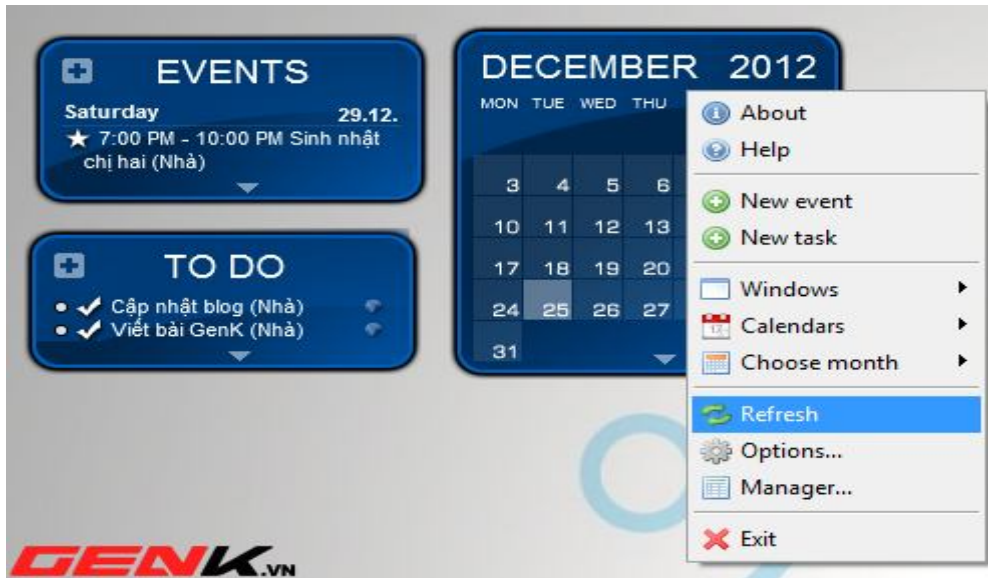 EVENTS
Saturday 29.12.
7:00 PM - 10:00 PM Sinh nhật
chị hai (Nhà)
TO DO
Cập nhật blog (Nhà)
Viết bài GenK (Nhà)
DECEMBER 2012
MON TUE WED THU
3 4 5 6
10 11 12 13
17 18 19 20
24 25 26 27
31
About
Help
New event
New task
Windows
Calendars
Choose month
Refresh
Options...
Manager...
Exit
GENK.VN